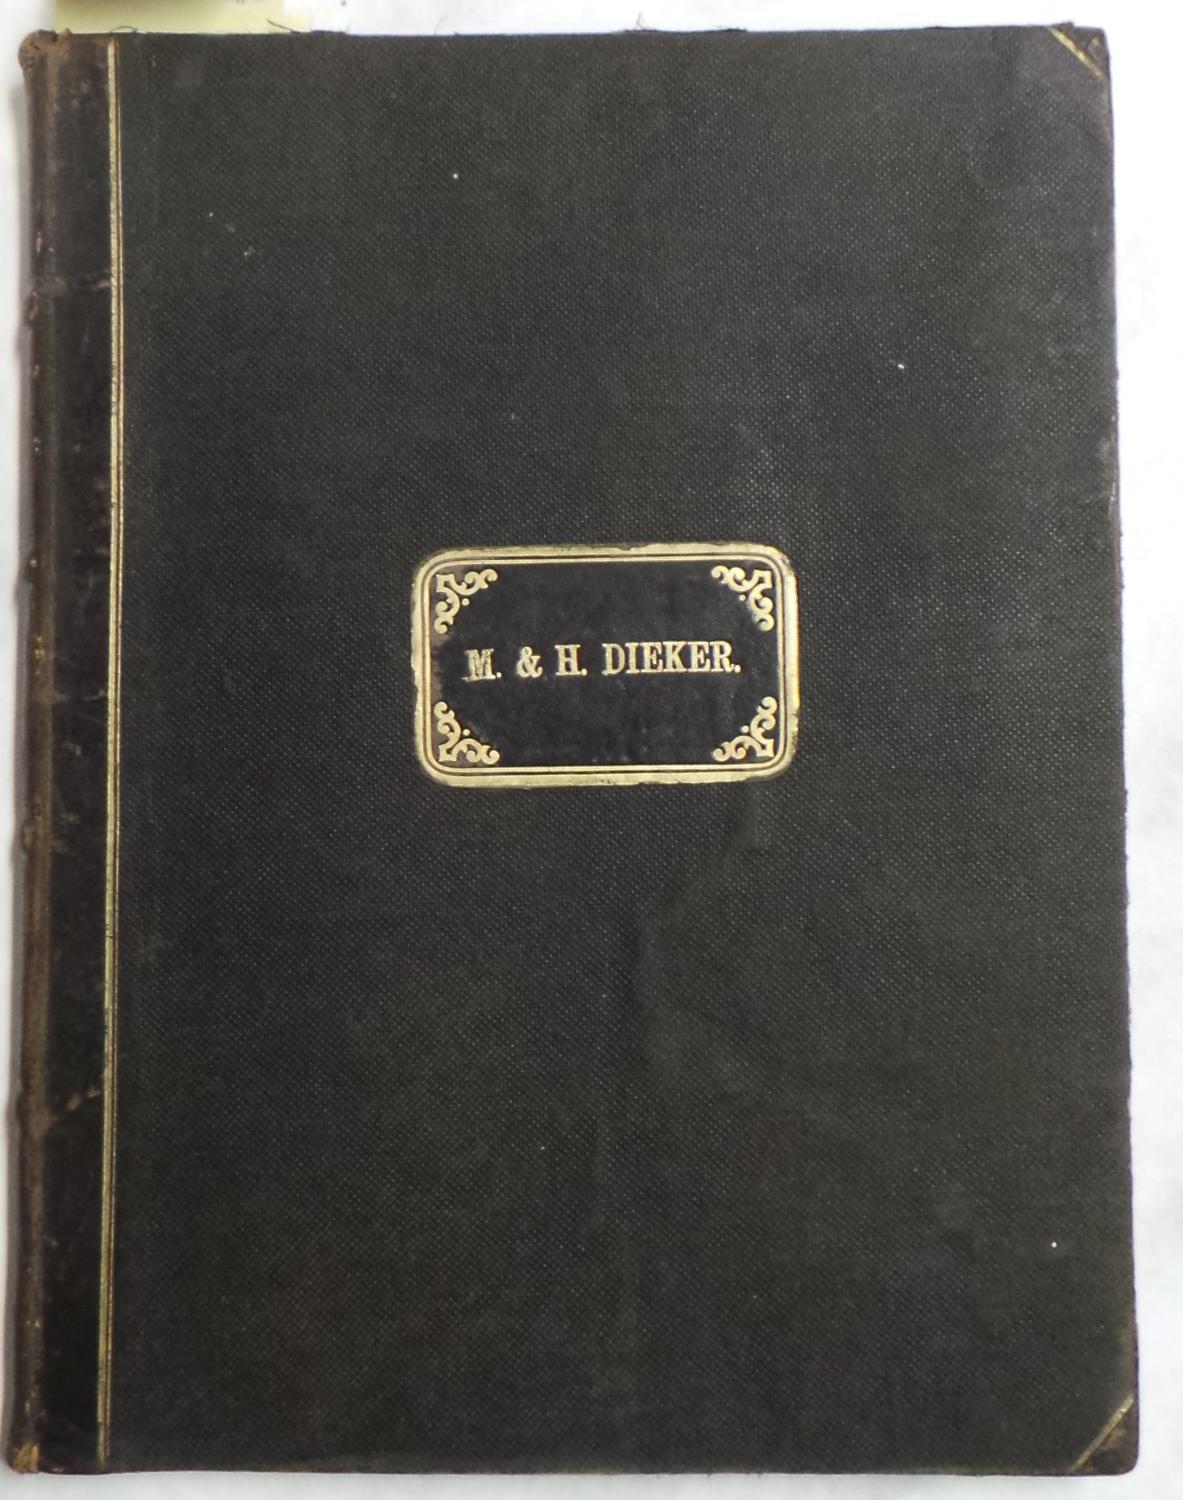 M. & H. DIEKER.